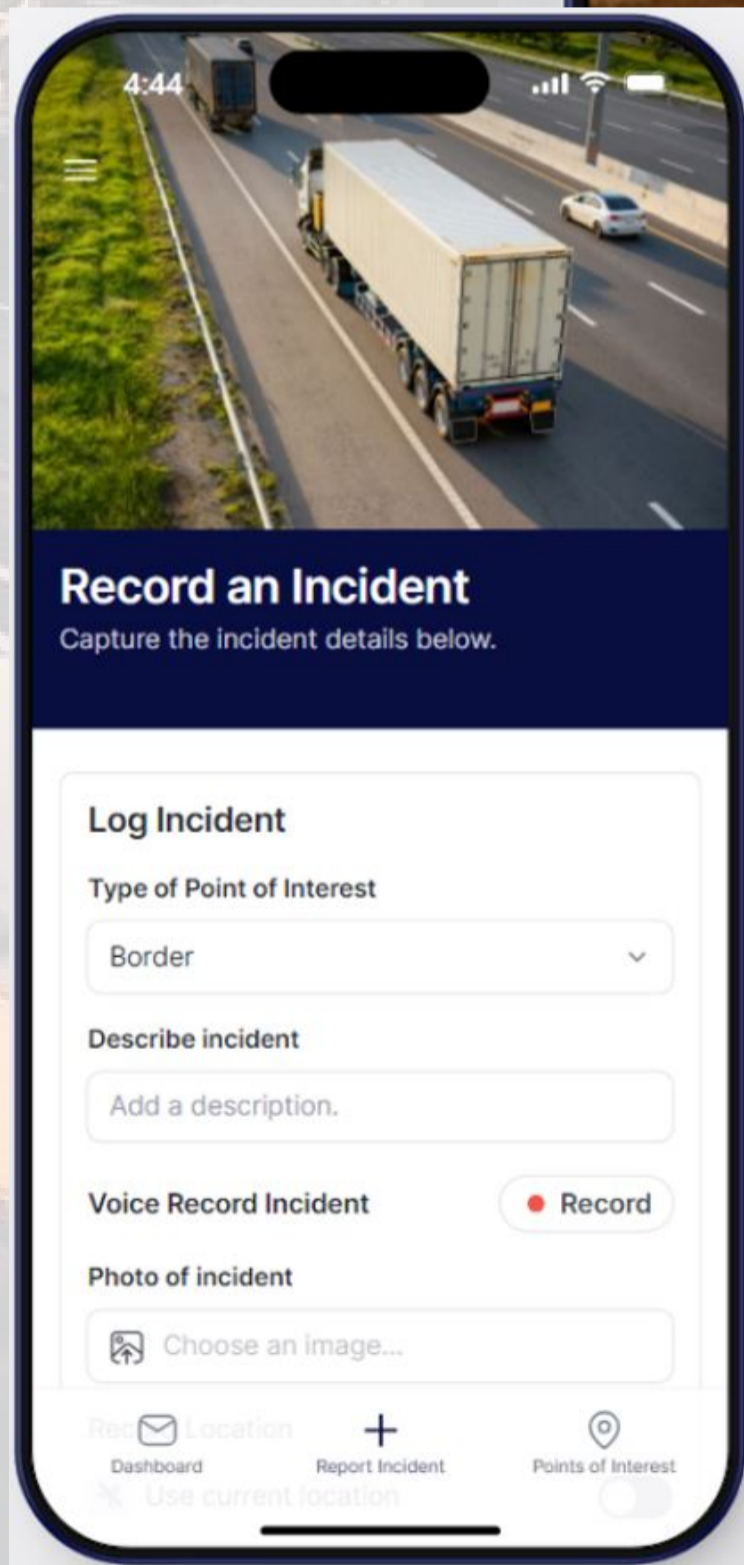 4:44
Record an Incident
Capture the incident details below.
Log Incident
Type of Point of Interest
Border
Describe incident
Add a description.
Voice Record Incident
Record
Photo of incident
Choose an image...
Record Location
Dashboard
Report Incident
Points of Interest
Use current location